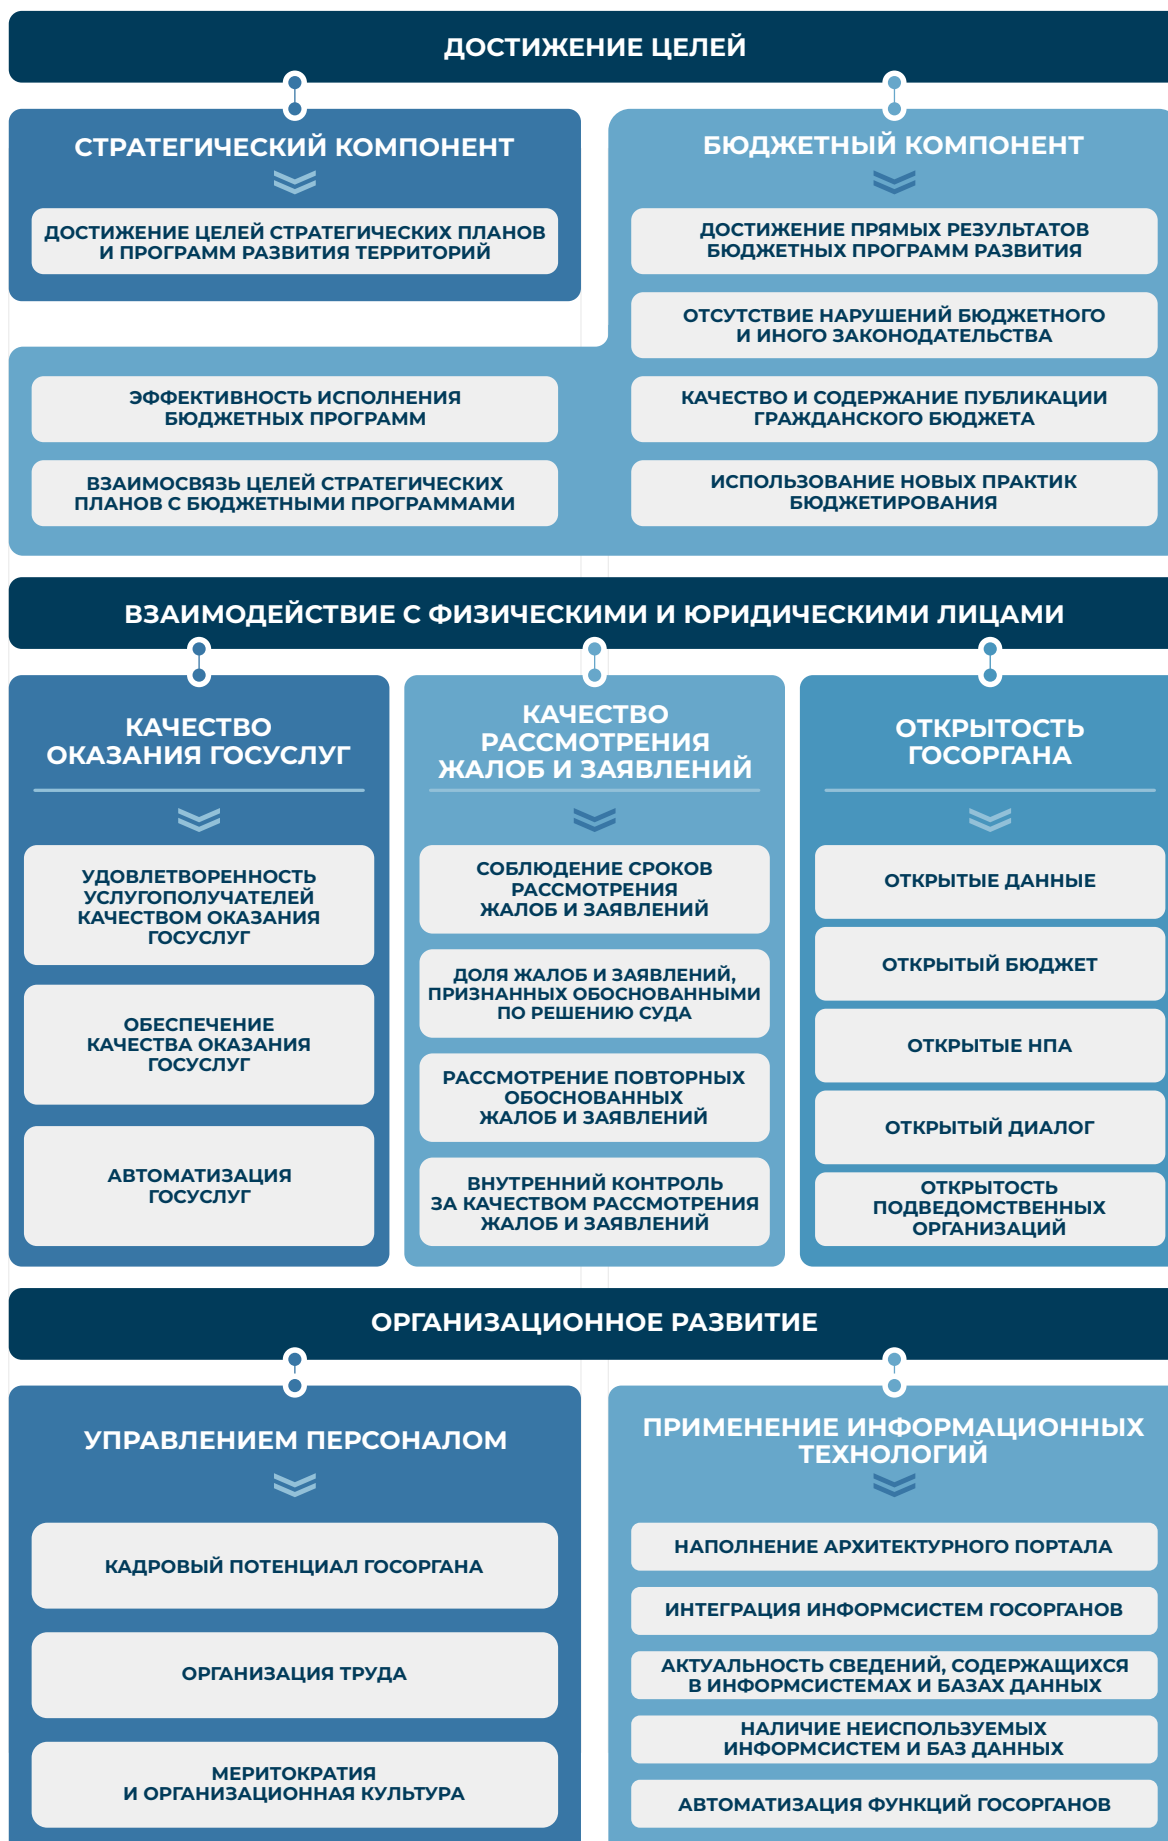 ДОСТИЖЕНИЕ ЦЕЛЕЙ
СТРАТЕГИЧЕСКИЙ КОМПОНЕНТ
ДОСТИЖЕНИЕ ЦЕЛЕЙ СТРАТЕГИЧЕСКИХ ПЛАНОВ
И ПРОГРАММ РАЗВИТИЯ ТЕРРИТОРИЙ
ЭФФЕКТИВНОСТЬ ИСПОЛНЕНИЯ
БЮДЖЕТНЫХ ПРОГРАММ
ВЗАИМОСВЯЗЬ ЦЕЛЕЙ СТРАТЕГИЧЕСКИХ
ПЛАНОВ С БЮДЖЕТНЫМИ ПРОГРАММАМИ
БЮДЖЕТНЫЙ КОМПОНЕНТ
ДОСТИЖЕНИЕ ПРЯМЫХ РЕЗУЛЬТАТОВ
БЮДЖЕТНЫХ ПРОГРАММ РАЗВИТИЯ
ОТСУТСТВИЕ НАРУШЕНИЙ БЮДЖЕТНОГО
И ИНОГО ЗАКОНОДАТЕЛЬСТВА
КАЧЕСТВО И СОДЕРЖАНИЕ ПУБЛИКАЦИИ
ГРАЖДАНСКОГО БЮДЖЕТА
ИСПОЛЬЗОВАНИЕ НОВЫХ ПРАКТИК
БЮДЖЕТИРОВАНИЯ
ВЗАИМОДЕЙСТВИЕ С ФИЗИЧЕСКИМИ И ЮРИДИЧЕСКИМИ ЛИЦАМИ
КАЧЕСТВО
ОКАЗАНИЯ ГОСУСЛУГ
УДОВЛЕТВОРЕННОСТЬ
УСЛУГОПОЛУЧАТЕЛЕЙ
КАЧЕСТВОМ ОКАЗАНИЯ
ГОСУСЛУГ
ОБЕСПЕЧЕНИЕ
КАЧЕСТВА ОКАЗАНИЯ
ГОСУСЛУГ
АВТОМАТИЗАЦИЯ
ГОСУСЛУГ
КАЧЕСТВО
РАССМОТРЕНИЯ
ЖАЛОБ И ЗАЯВЛЕНИЙ
СОБЛЮДЕНИЕ СРОКОВ
РАССМОТРЕНИЯ
ЖАЛОБ И ЗАЯВЛЕНИЙ
ДОЛЯ ЖАЛОБ И ЗАЯВЛЕНИЙ,
ПРИЗНАННЫХ ОБОСНОВАННЫМИ
ПО РЕШЕНИЮ СУДА
РАССМОТРЕНИЕ ПОВТОРНЫХ
ОБОСНОВАННЫХ
ЖАЛОБ И ЗАЯВЛЕНИЙ
ВНУТРЕННИЙ КОНТРОЛЬ
ЗА КАЧЕСТВОМ РАССМОТРЕНИЯ
ЖАЛОБ И ЗАЯВЛЕНИЙ
ОТКРЫТОСТЬ
ГОСОРГАНА
ОТКРЫТЫЕ ДАННЫЕ
ОТКРЫТЫЙ БЮДЖЕТ
ОТКРЫТЫЕ НПА
ОТКРЫТЫЙ ДИАЛОГ
ОТКРЫТОСТЬ
ПОДВЕДОМСТВЕННЫХ
ОРГАНИЗАЦИЙ
ОРГАНИЗАЦИОННОЕ РАЗВИТИЕ
УПРАВЛЕНИЕМ ПЕРСОНАЛОМ
КАДРОВЫЙ ПОТЕНЦИАЛ ГОСОРГАНА
ОРГАНИЗАЦИЯ ТРУДА
МЕРИТОКРАТИЯ
И ОРГАНИЗАЦИОННАЯ КУЛЬТУРА
ПРИМЕНЕНИЕ ИНФОРМАЦИОННЫХ
ТЕХНОЛОГИЙ
НАПОЛНЕНИЕ АРХИТЕКТУРНОГО ПОРТАЛА
ИНТЕГРАЦИЯ ИНФОРМСИСТЕМ ГОСОРГАНОВ
АКТУАЛЬНОСТЬ СВЕДЕНИЙ, СОДЕРЖАЩИХСЯ
В ИНФОРМСИСТЕМАХ И БАЗАХ ДАННЫХ
НАЛИЧИЕ НЕИСПОЛЬЗУЕМЫХ
ИНФОРМСИСТЕМ И БАЗ ДАННЫХ
АВТОМАТИЗАЦИЯ ФУНКЦИЙ ГОСОРГАНОВ